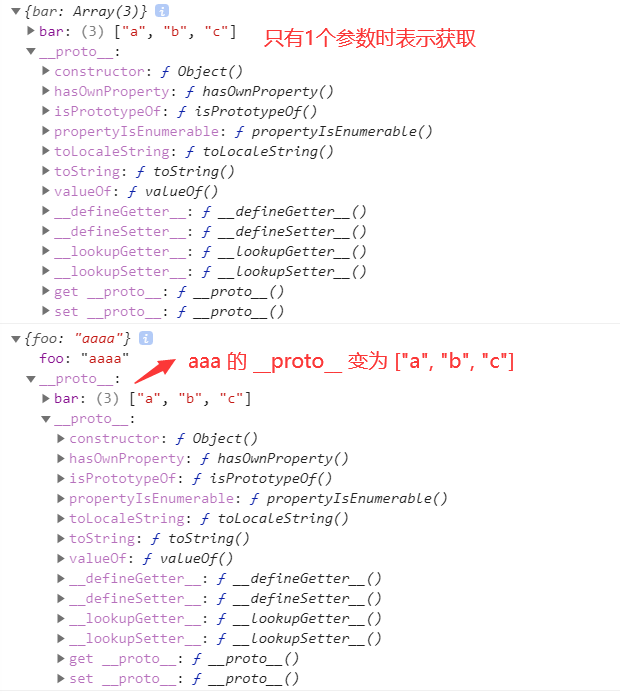 {bar: Array(3)} i
bar: (3) ["a", "b", "c"]
只有1个参数时表示获取
__proto__:
constructor: ƒ Object()
hasOwnProperty: ƒ hasOwnProperty()
isPrototypeOf: ƒ isPrototypeOf()
propertyIsEnumerable: ƒ propertyIsEnumerable()
toLocaleString: ƒ toLocaleString()
toString: ƒ toString()
valueOf: ƒ valueOf()
__defineGetter__: ƒ __defineGetter__()
__defineSetter__: ƒ __defineSetter__()
__lookupGetter__: ƒ __lookupGetter__()
__lookupSetter__: ƒ __lookupSetter__()
get __proto__: ƒ __proto__()
set __proto__: ƒ __proto__()
{foo: "aaaa"} i
foo: "aaaa"
aaa 的 __proto__ 变为 ["a", "b", "c"]
__proto__:
bar: (3) ["a", "b", "c"]
__proto__:
constructor: ƒ Object()
hasOwnProperty: ƒ hasOwnProperty()
isPrototypeOf: ƒ isPrototypeOf()
propertyIsEnumerable: ƒ propertyIsEnumerable()
toLocaleString: ƒ toLocaleString()
toString: ƒ toString()
valueOf: ƒ valueOf()
__defineGetter__: ƒ __defineGetter__()
__defineSetter__: ƒ __defineSetter__()
__lookupGetter__: ƒ __lookupGetter__()
__lookupSetter__: ƒ __lookupSetter__()
get __proto__: ƒ __proto__()
set __proto__: ƒ __proto__()